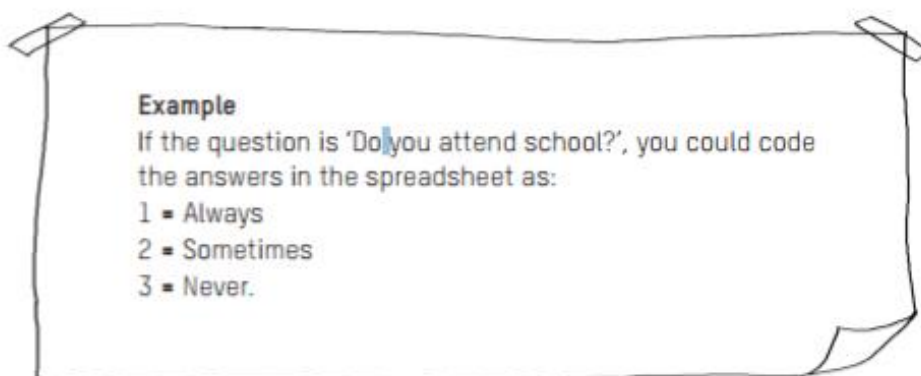 Example
If the question is 'Do you attend school?', you could code
the answers in the spreadsheet as:
1 = Always
2 = Sometimes
3 = Never.